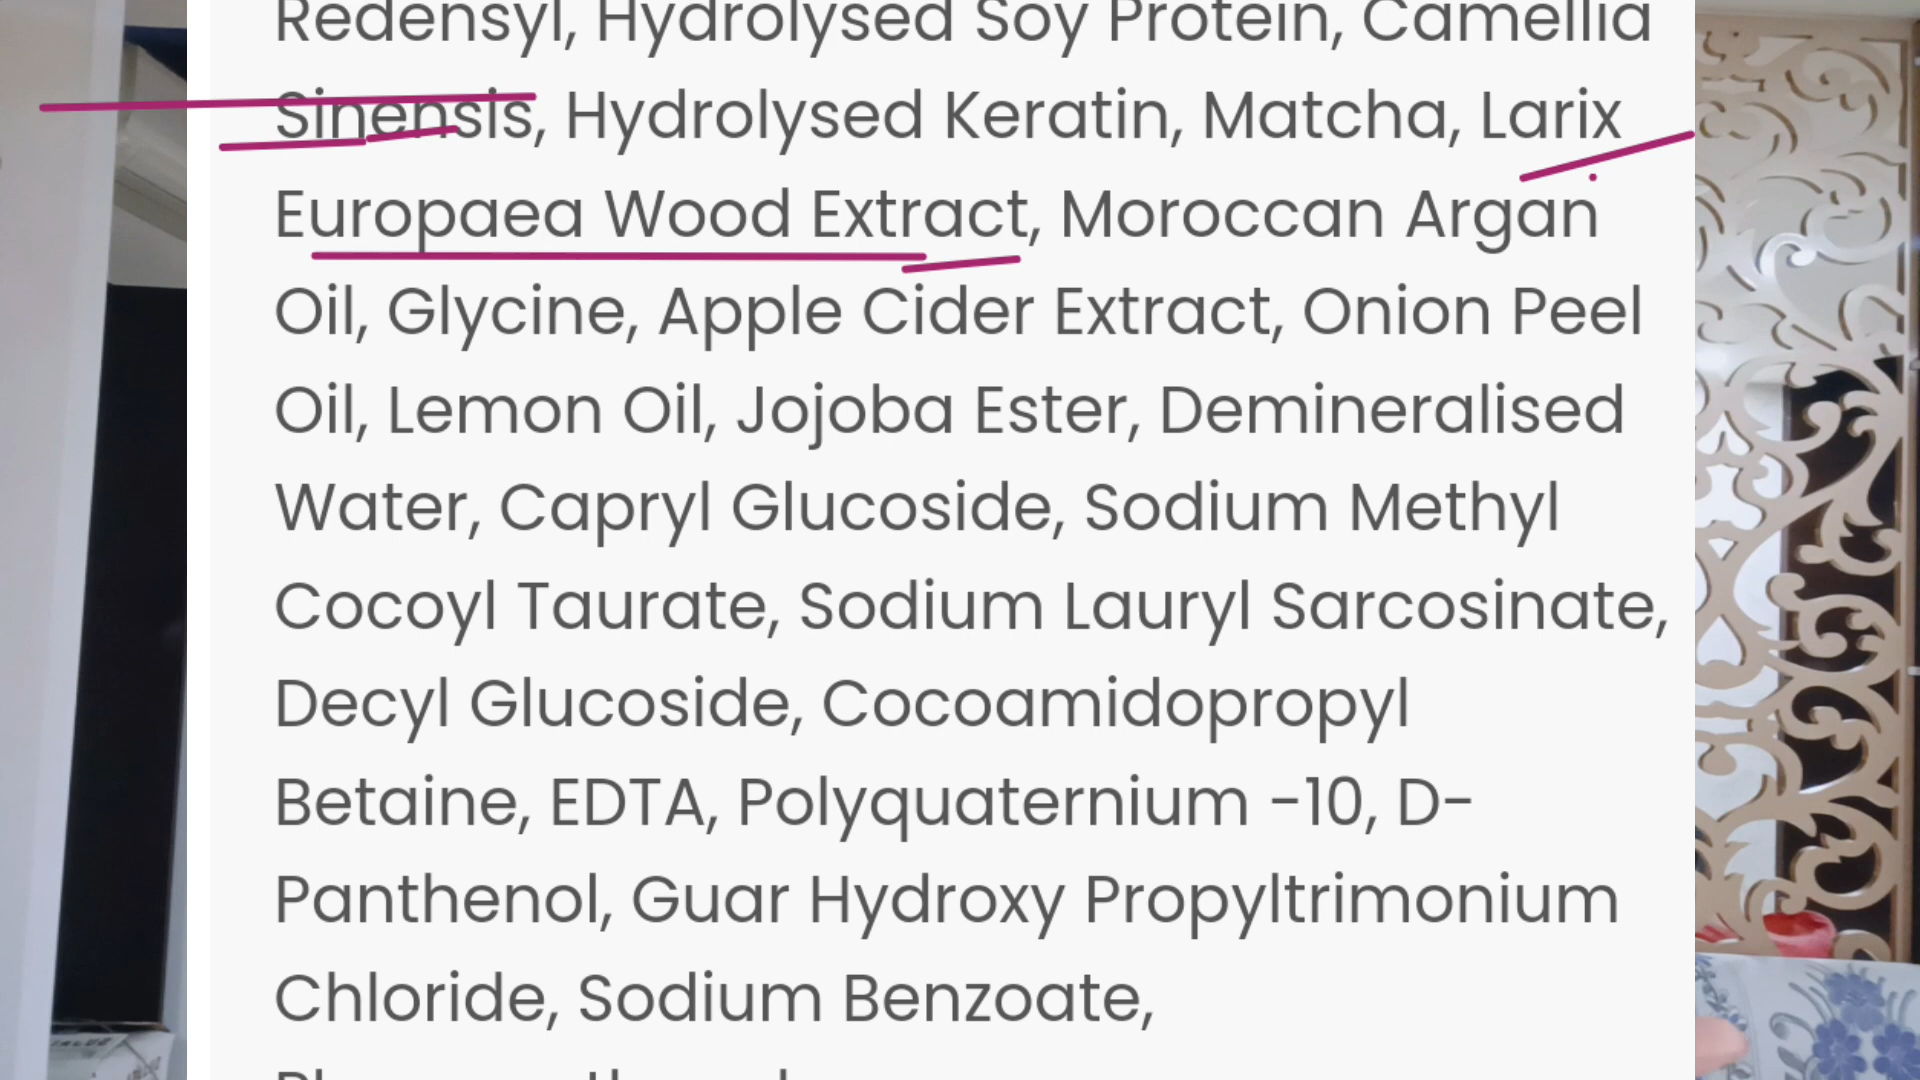 Redensyl, Hydrolysed Soy Protein, Camellia
Sinensis, Hydrolysed Keratin, Matcha, Larix
Europaea Wood Extract, Moroccan Argan
Oil, Glycine, Apple Cider Extract, Onion Peel
Oil, Lemon Oil, Jojoba Ester, Demineralised
Water, Capryl Glucoside, Sodium Methyl
Cocoyl Taurate, Sodium Lauryl Sarcosinate,
Decyl Glucoside, Cocoamidopropyl
Betaine, EDTA, Polyquaternium -10, D-
Panthenol, Guar Hydroxy Propyltrimonium
Chloride, Sodium Benzoate,